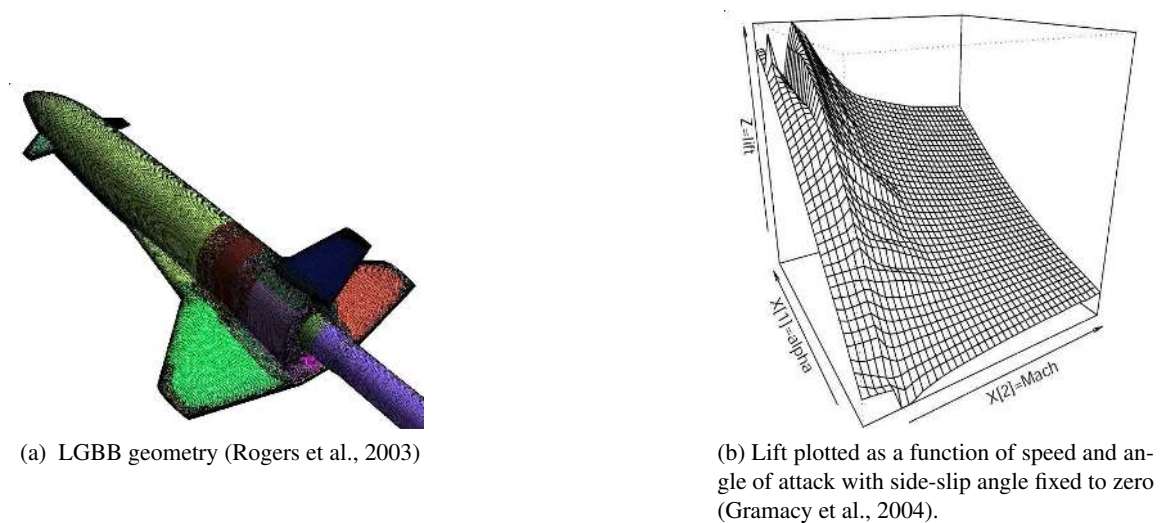 Z=lift
X[1]=alpha
X[2]=Mach
(a) LGBB geometry (Rogers et al., 2003)
(b) Lift plotted as a function of speed and an-
gle of attack with side-slip angle fixed to zero
(Gramacy et al., 2004).